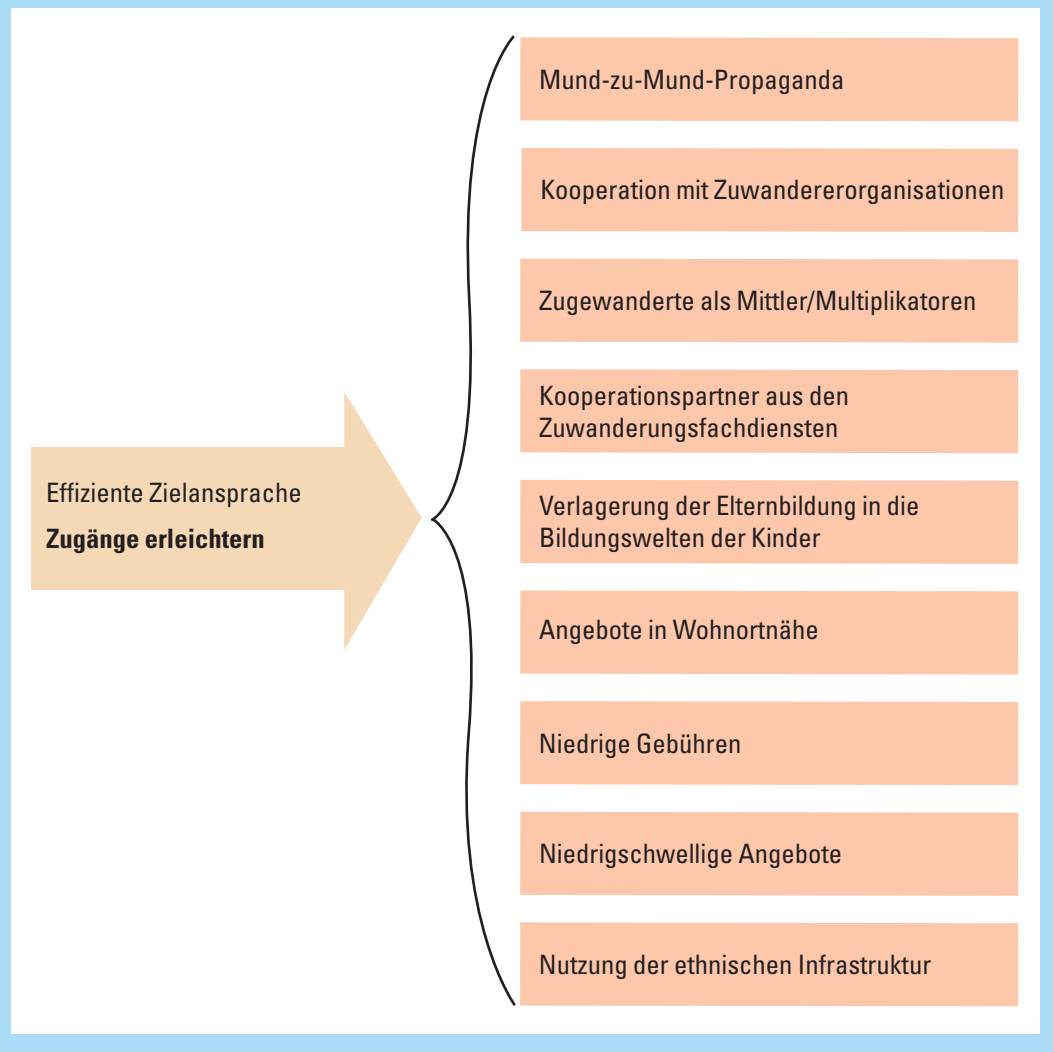 Effiziente Zielansprache
Zugänge erleichtern
Mund-zu-Mund-Propaganda
Kooperation mit Zuwandererorganisationen
Zugewanderte als Mittler/Multiplikatoren
Kooperationspartner aus den
Zuwanderungsfachdiensten
Verlagerung der Elternbildung in die
Bildungswelten der Kinder
Angebote in Wohnortnähe
Niedrige Gebühren
Niedrigschwellige Angebote
Nutzung der ethnischen Infrastruktur